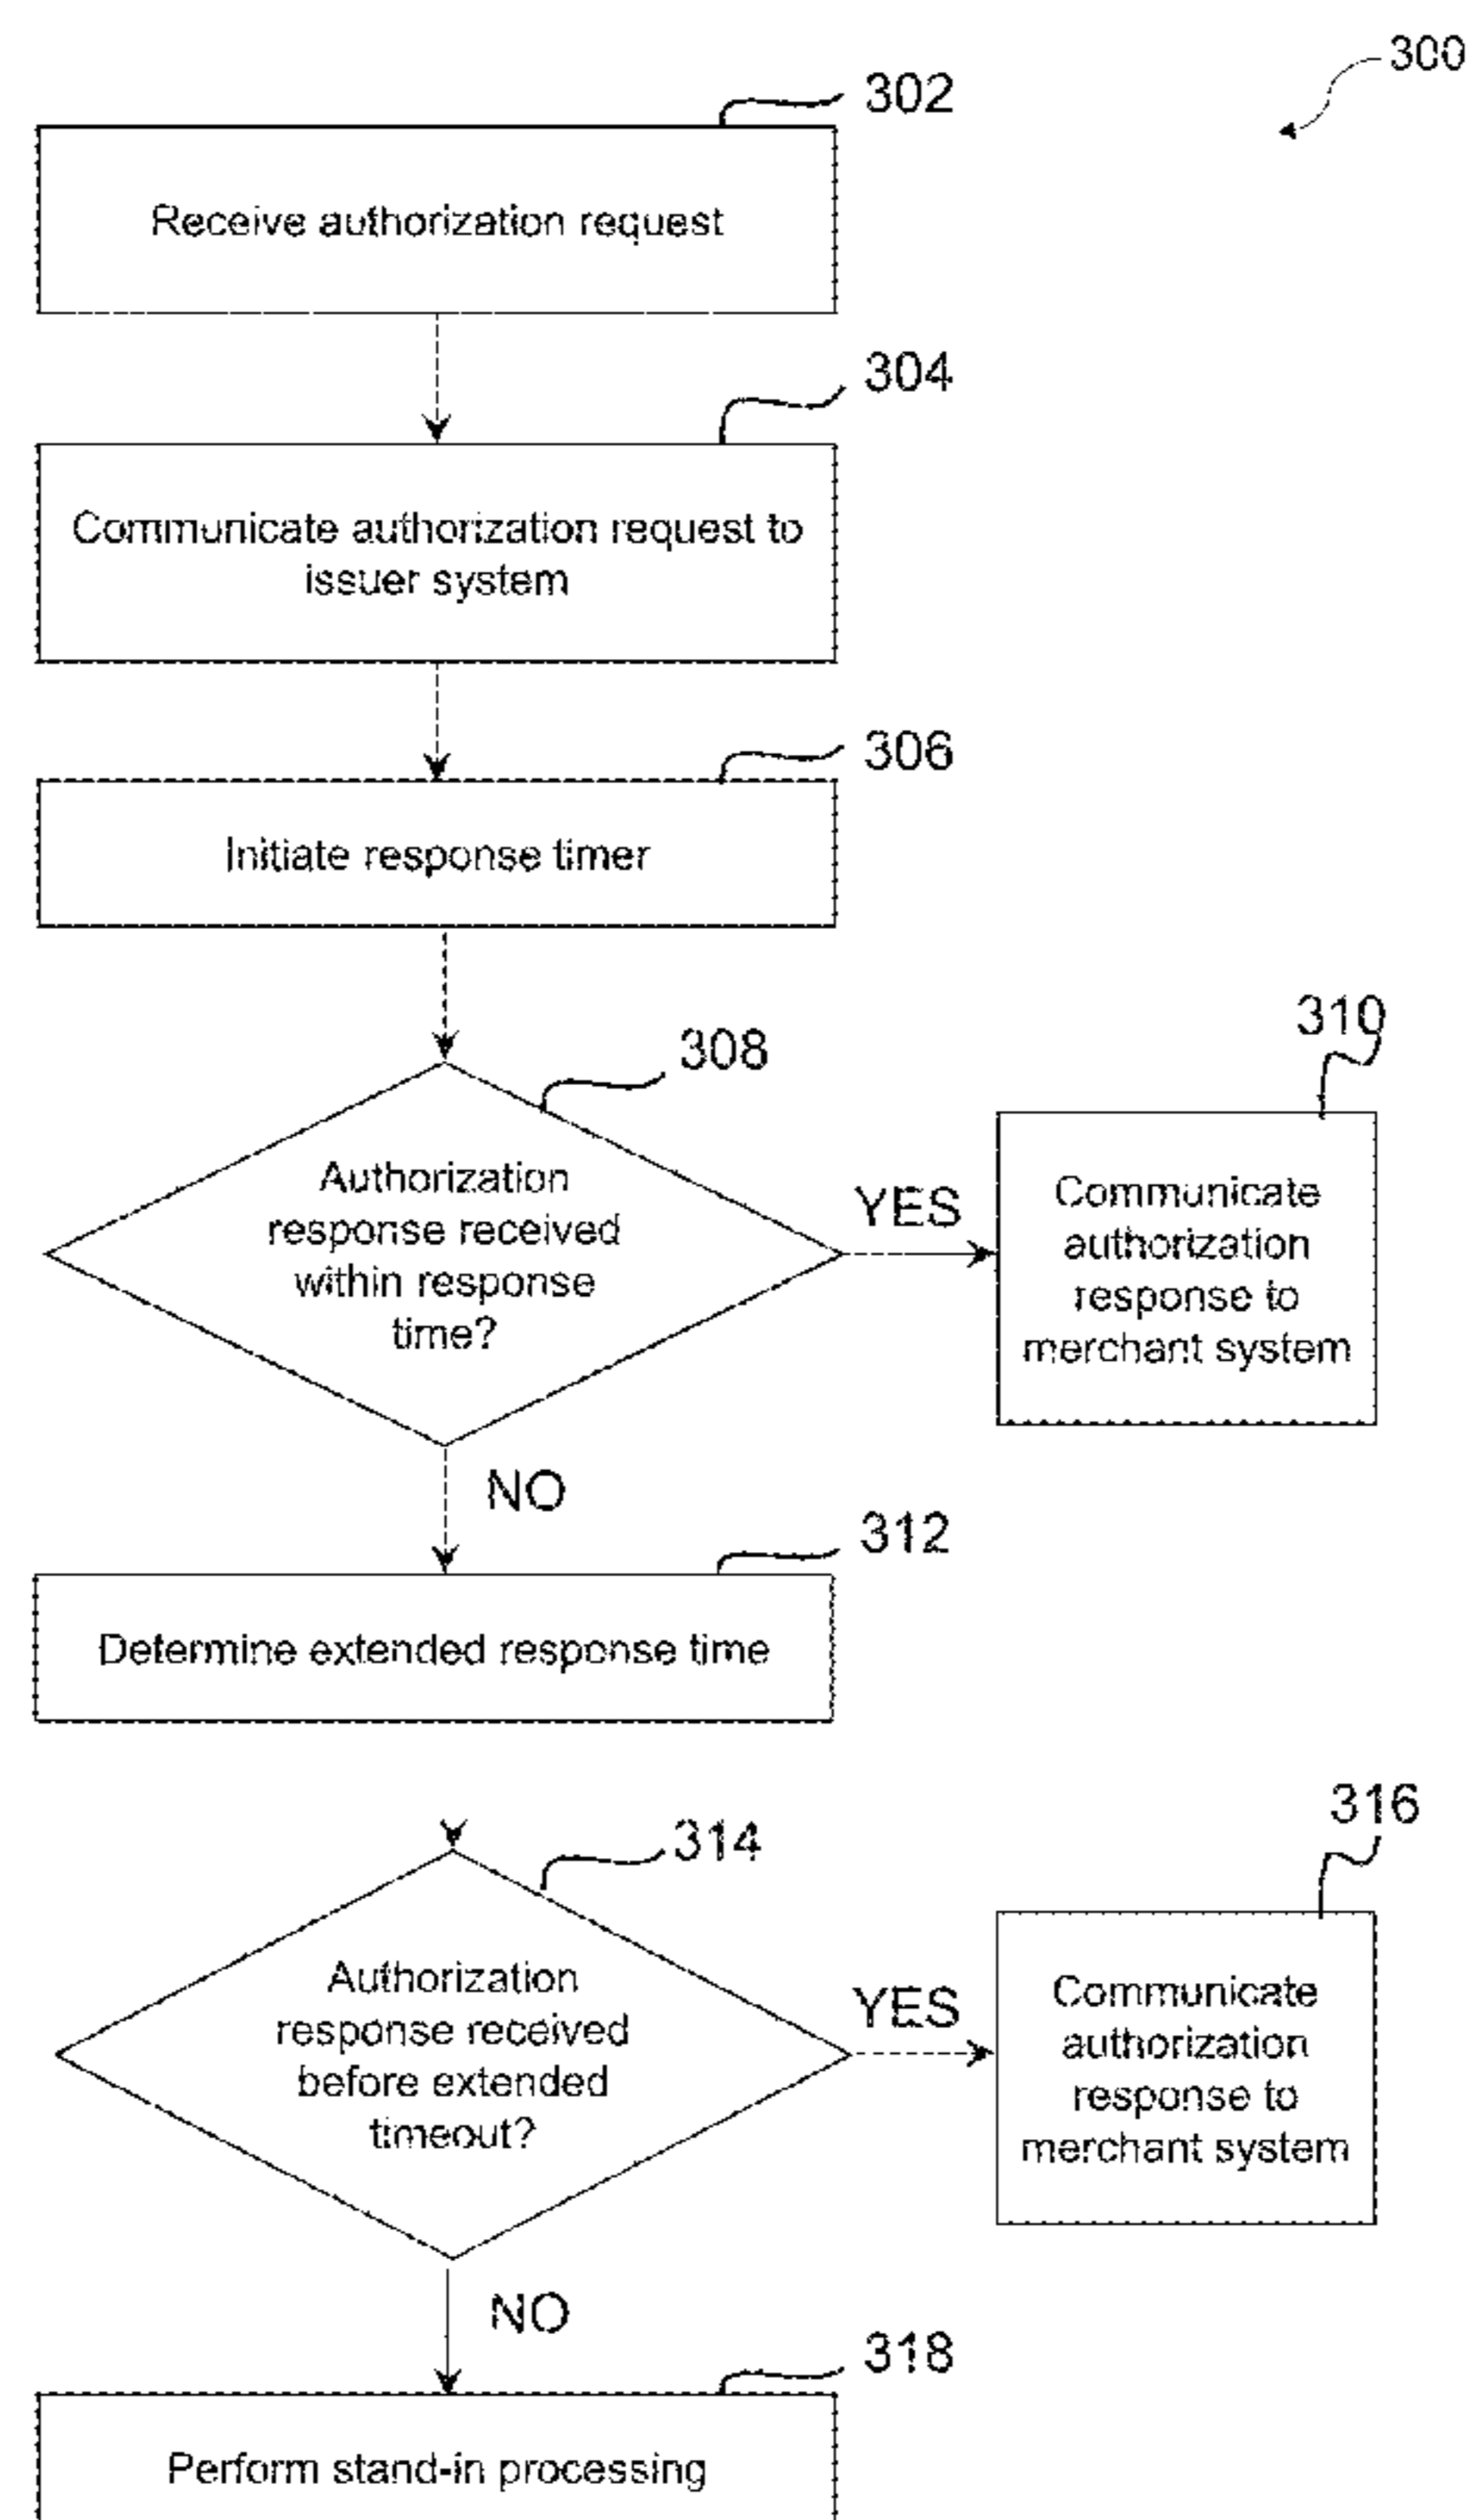 300
302
Receive authorization request
304
Communicate authorization request to
issuer system
306
Initiate response timer
308
Authorization
response received
within response
time?
YES
310
Communicate
authorization
response to
merchant system
NO
312
Determine extended response time
314
Authorization
response received
before extended
timeout?
YES
316
Communicate
authorization
response to
merchant system
NO
318
Perform stand-in processing